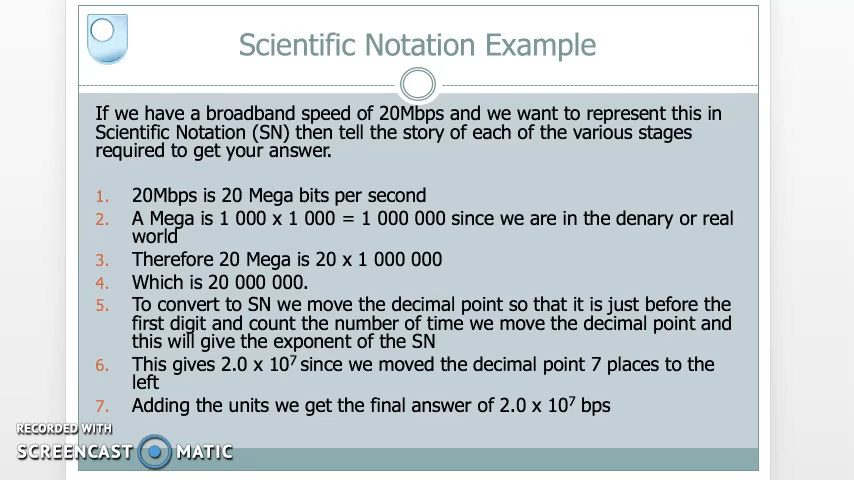 Scientific Notation Example
If we have a broadband speed of 20Mbps and we want to represent this in
Scientific Notation (SN) then tell the story of each of the various stages
required to get your answer.
1. 20Mbps is 20 Mega bits per second
2. A Mega is 1 000 x 1 000 = 1 000 000 since we are in the denary or real
world
3. Therefore 20 Mega is 20 x 1 000 000
4. Which is 20 000 000.
5. To convert to SN we move the decimal point so that it is just before the
first digit and count the number of time we move the decimal point and
this will give the exponent of the SN
6. This gives 2.0 x 10⁷ since we moved the decimal point 7 places to the
left
7. Adding the units we get the final answer of 2.0 x 10⁷ bps
RECORDED WITH
SCREENCAST MATIC